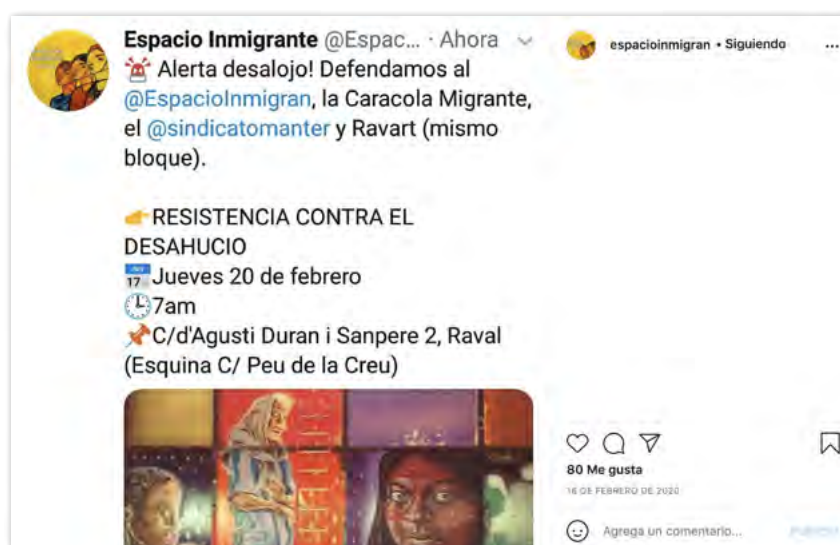 Espacio Inmigrante @Espac... · Ahora
Alerta desalojo! Defendamos al
@EspacioInmigran, la Caracola Migrante,
el @sindicatomanter y Ravart (mismo
bloque).
RESISTENCIA CONTRA EL
DESAHUCIO
17 Jueves 20 de febrero
7am
C/d'Agusti Duran i Sanpere 2, Raval
(Esquina C/ Peu de la Creu)
espacioinmigran • Siguiendo
80 Me gusta
16 DE FEBRERO DE 2020
Agrega un comentario...